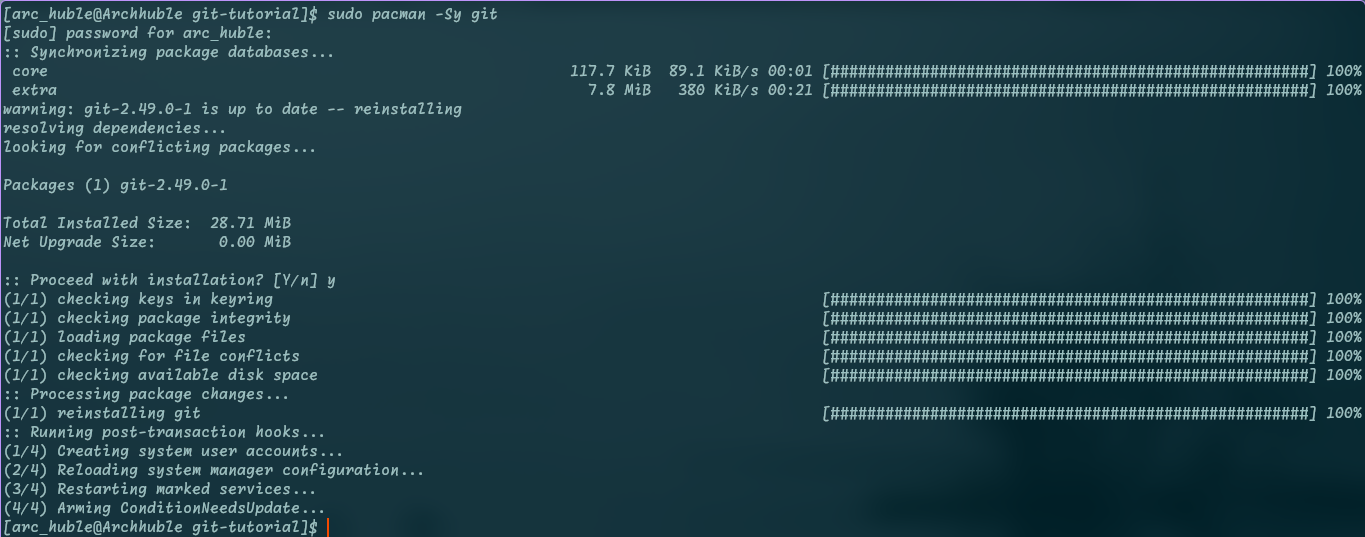 [arc_huble@Archhuble git-tutorial]$ sudo pacman -Sy git
[sudo] password for arc_huble:
:: Synchronizing package databases...
 core                                                          117.7 KiB  89.1 KiB/s 00:01 [#####################################################] 100%
 extra                                                           7.8 MiB   380 KiB/s 00:21 [#####################################################] 100%
warning: git-2.49.0-1 is up to date -- reinstalling
resolving dependencies...
looking for conflicting packages...

Packages (1) git-2.49.0-1

Total Installed Size:  28.71 MiB
Net Upgrade Size:       0.00 MiB

:: Proceed with installation? [Y/n] y
(1/1) checking keys in keyring                                                             [#####################################################] 100%
(1/1) checking package integrity                                                           [#####################################################] 100%
(1/1) loading package files                                                                [#####################################################] 100%
(1/1) checking for file conflicts                                                          [#####################################################] 100%
(1/1) checking available disk space                                                        [#####################################################] 100%
:: Processing package changes...
(1/1) reinstalling git                                                                     [#####################################################] 100%
:: Running post-transaction hooks...
(1/4) Creating system user accounts...
(2/4) Reloading system manager configuration...
(3/4) Restarting marked services...
(4/4) Arming ConditionNeedsUpdate...
[arc_huble@Archhuble git-tutorial]$